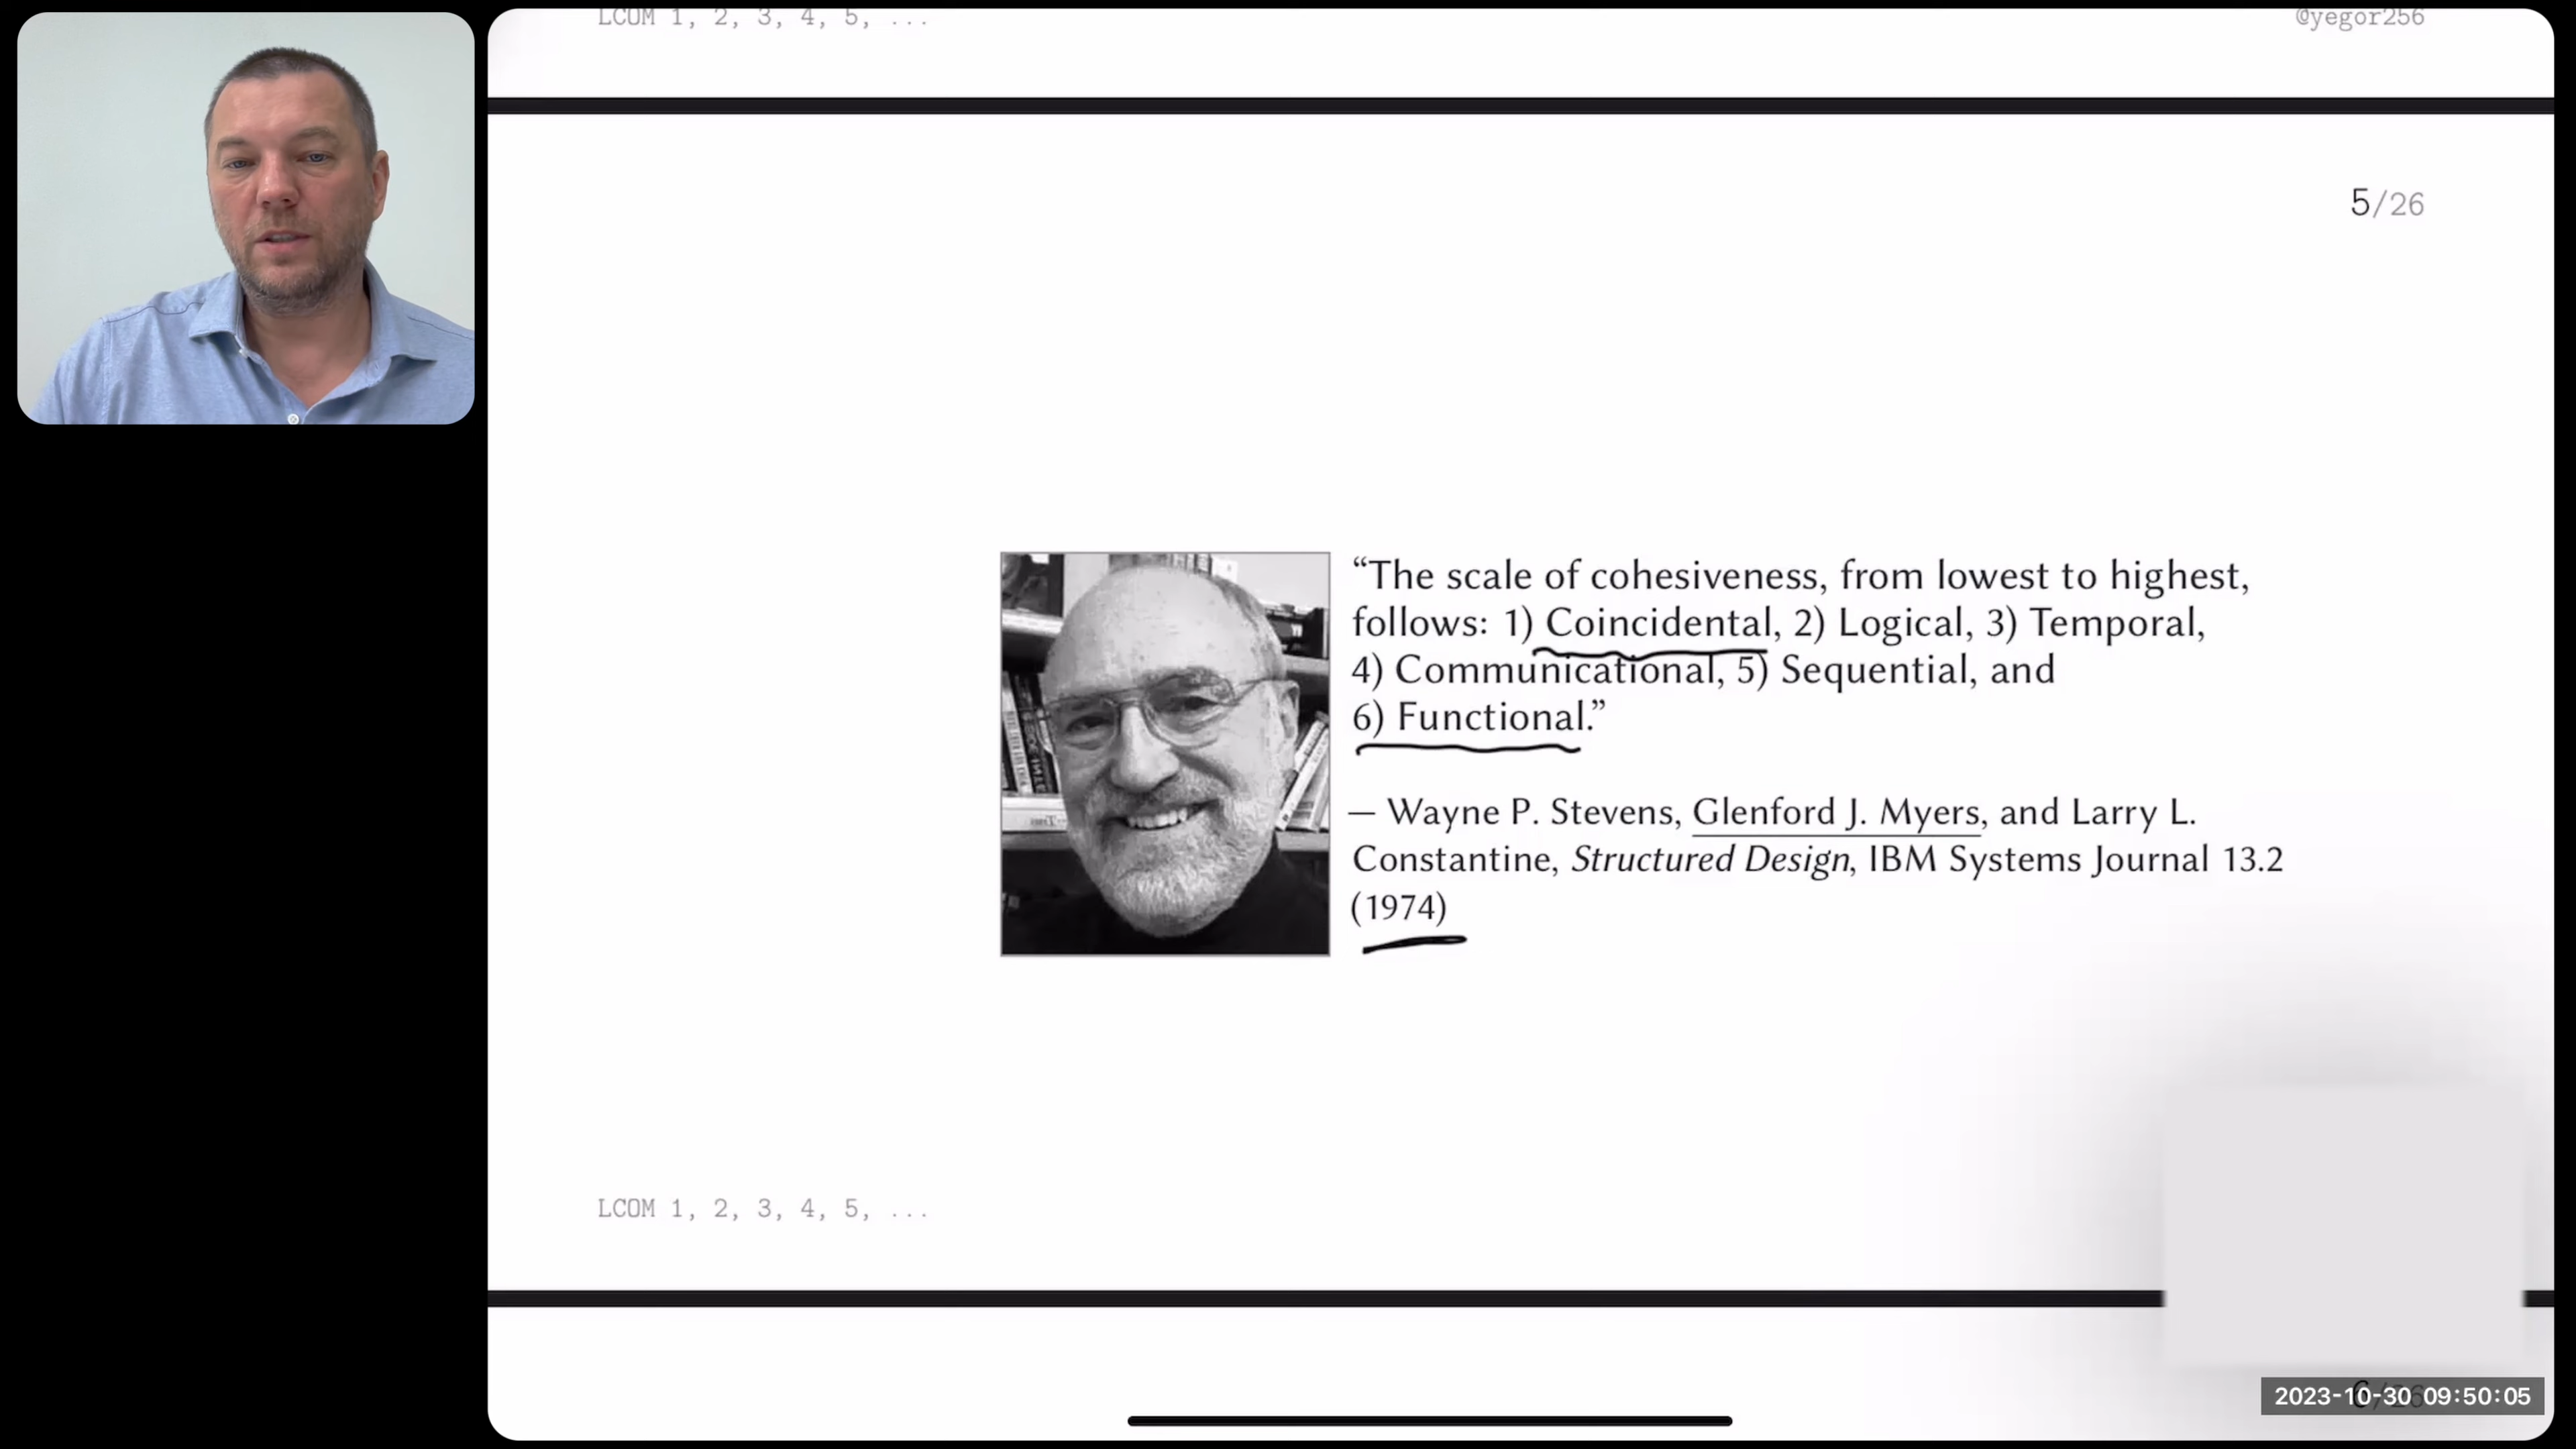 LCOM 1, 2, 3, 4, 5, ...
@yegor256
5/26
“The scale of cohesiveness, from lowest to highest,
follows: 1) Coincidental, 2) Logical, 3) Temporal,
4) Communicational, 5) Sequential, and
6) Functional.”
— Wayne P. Stevens, Glenford J. Myers, and Larry L.
Constantine, Structured Design, IBM Systems Journal 13.2
(1974)
LCOM 1, 2, 3, 4, 5, ...
2023-10-30 09:50:05